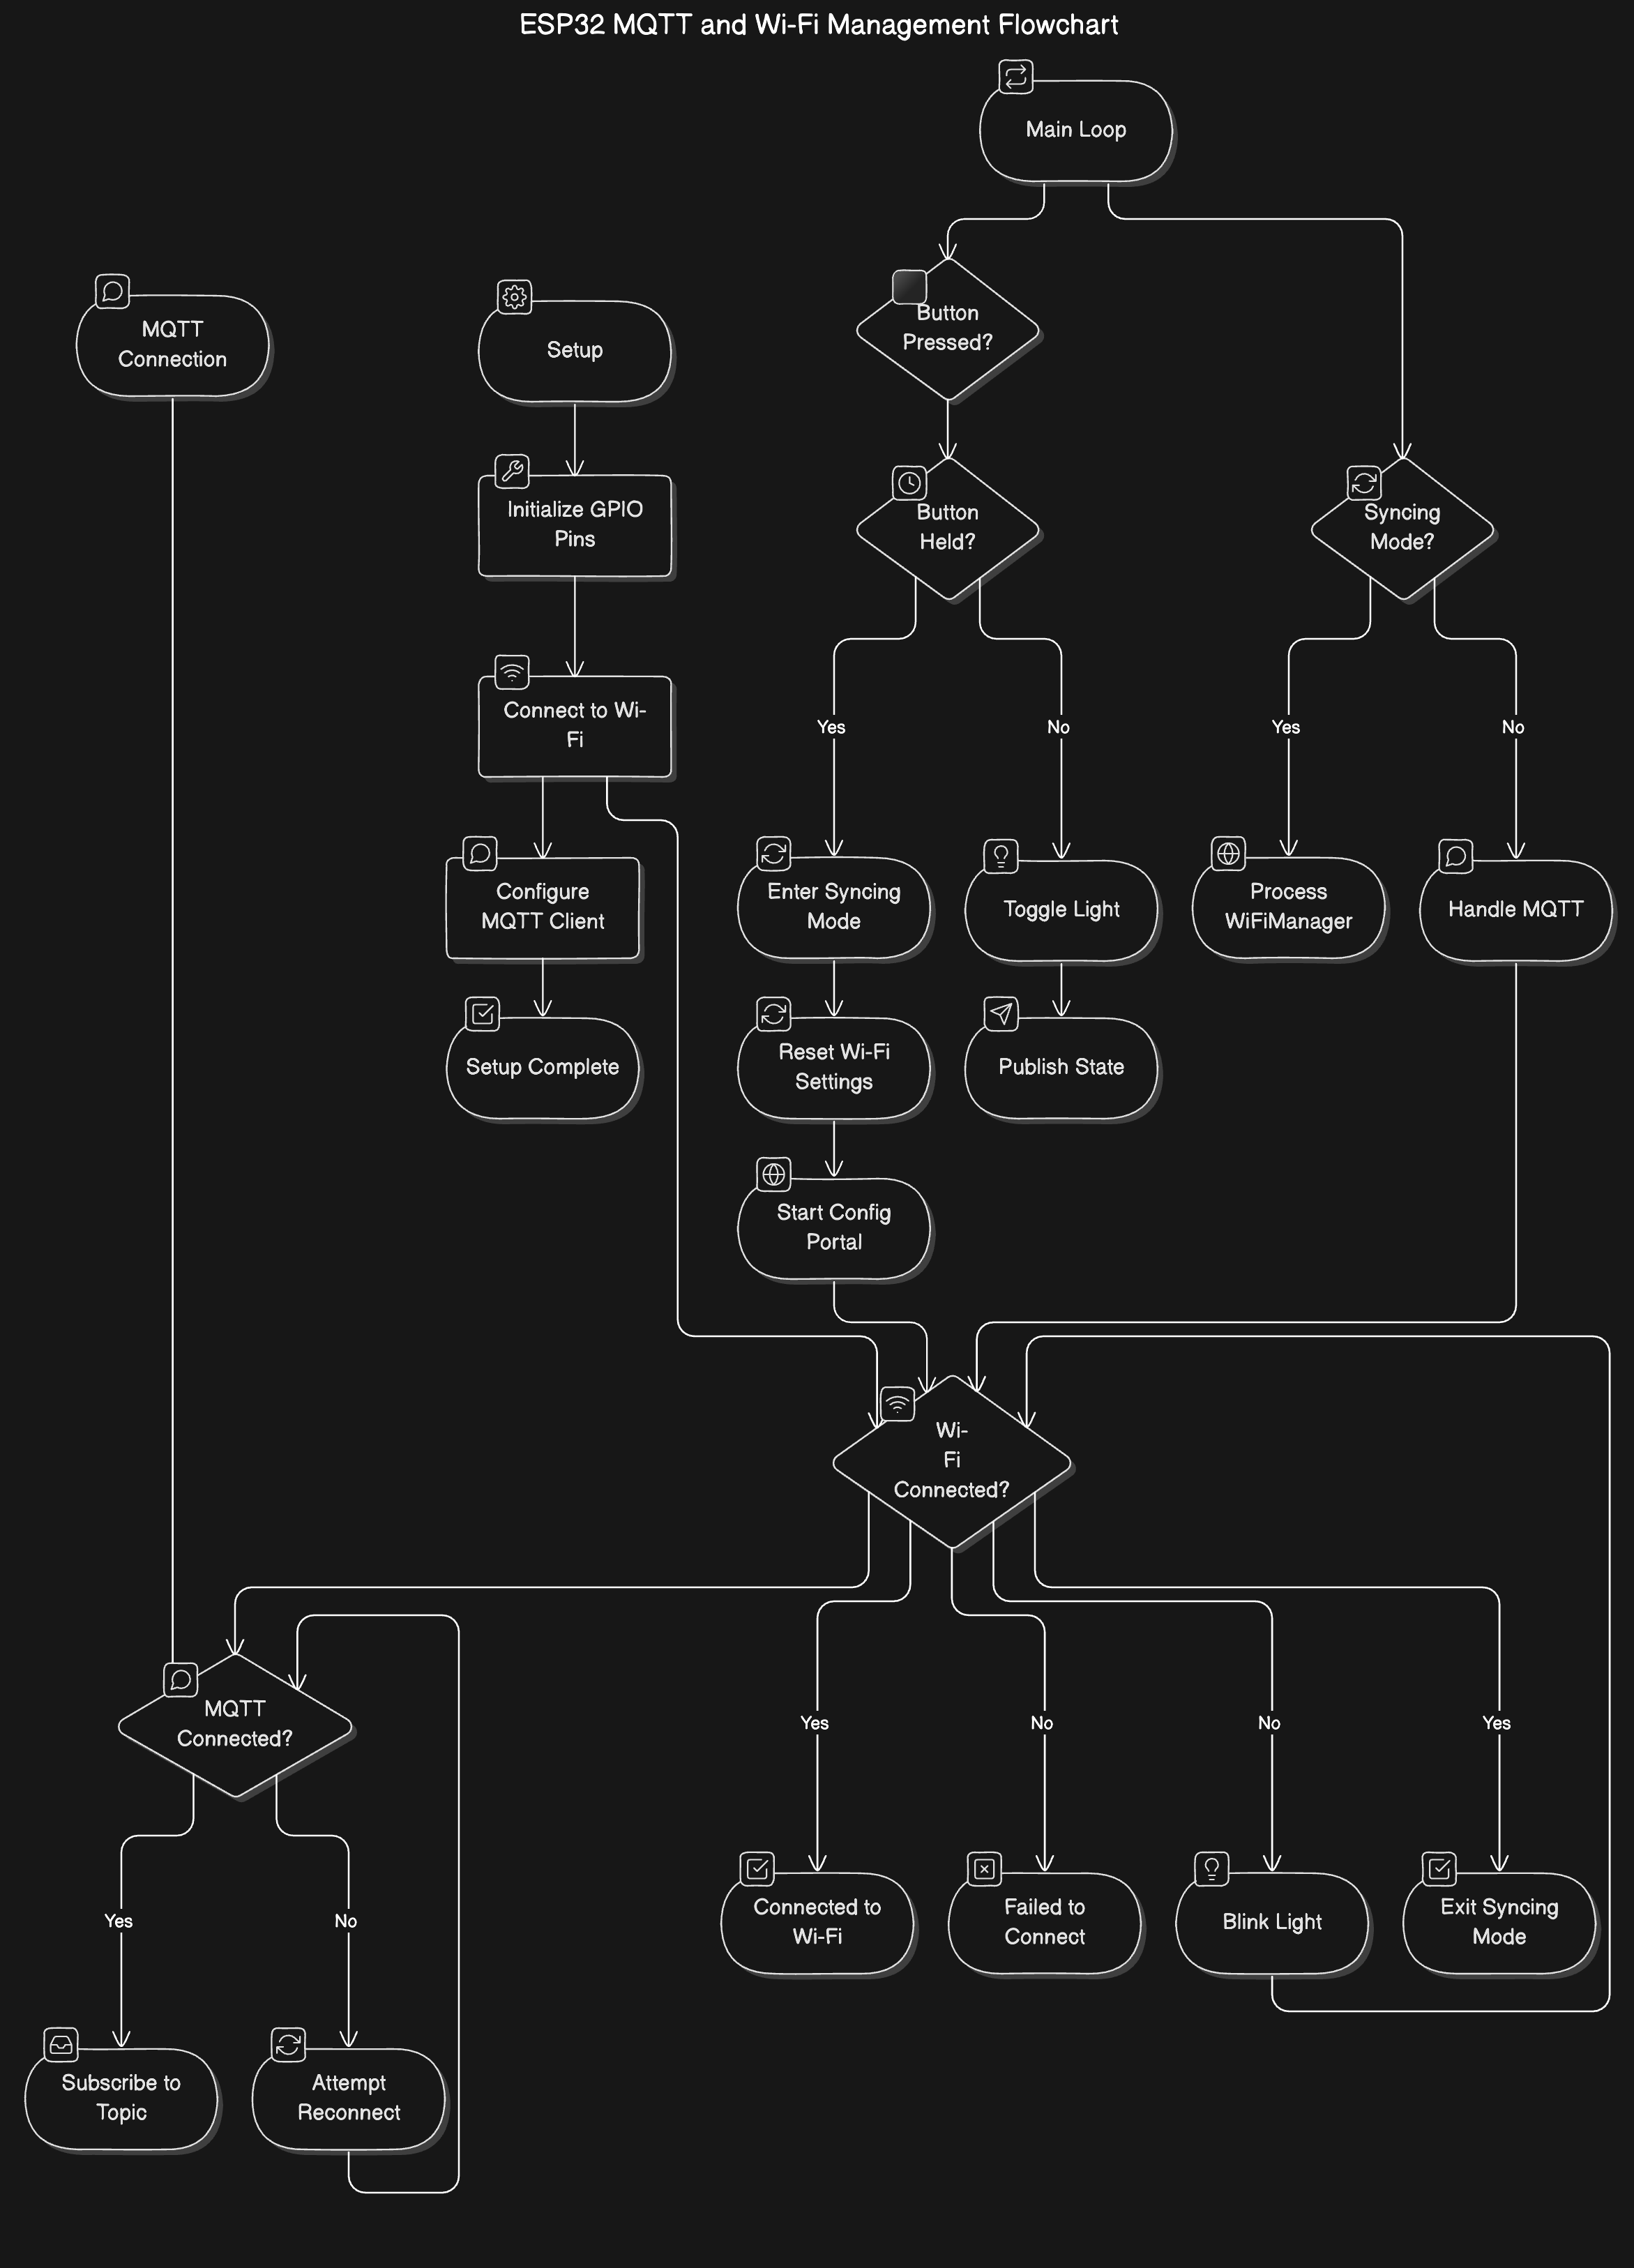 ESP32 MQTT and Wi-Fi Management Flowchart
Main Loop
MQTT
Connection
Setup
Button
Pressed?
Initialize GPIO
Pins
Button
Held?
Syncing
Mode?
Connect to Wi-
Fi
Yes
No
Yes
No
Configure
MQTT Client
Enter Syncing
Mode
Toggle Light
Process
WiFiManager
Handle MQTT
Setup Complete
Reset Wi-Fi
Settings
Publish State
Start Config
Portal
Wi-
Fi
Connected?
MQTT
Connected?
Yes
No
No
Yes
Yes
No
Connected to
Wi-Fi
Failed to
Connect
Blink Light
Exit Syncing
Mode
Subscribe to
Topic
Attempt
Reconnect